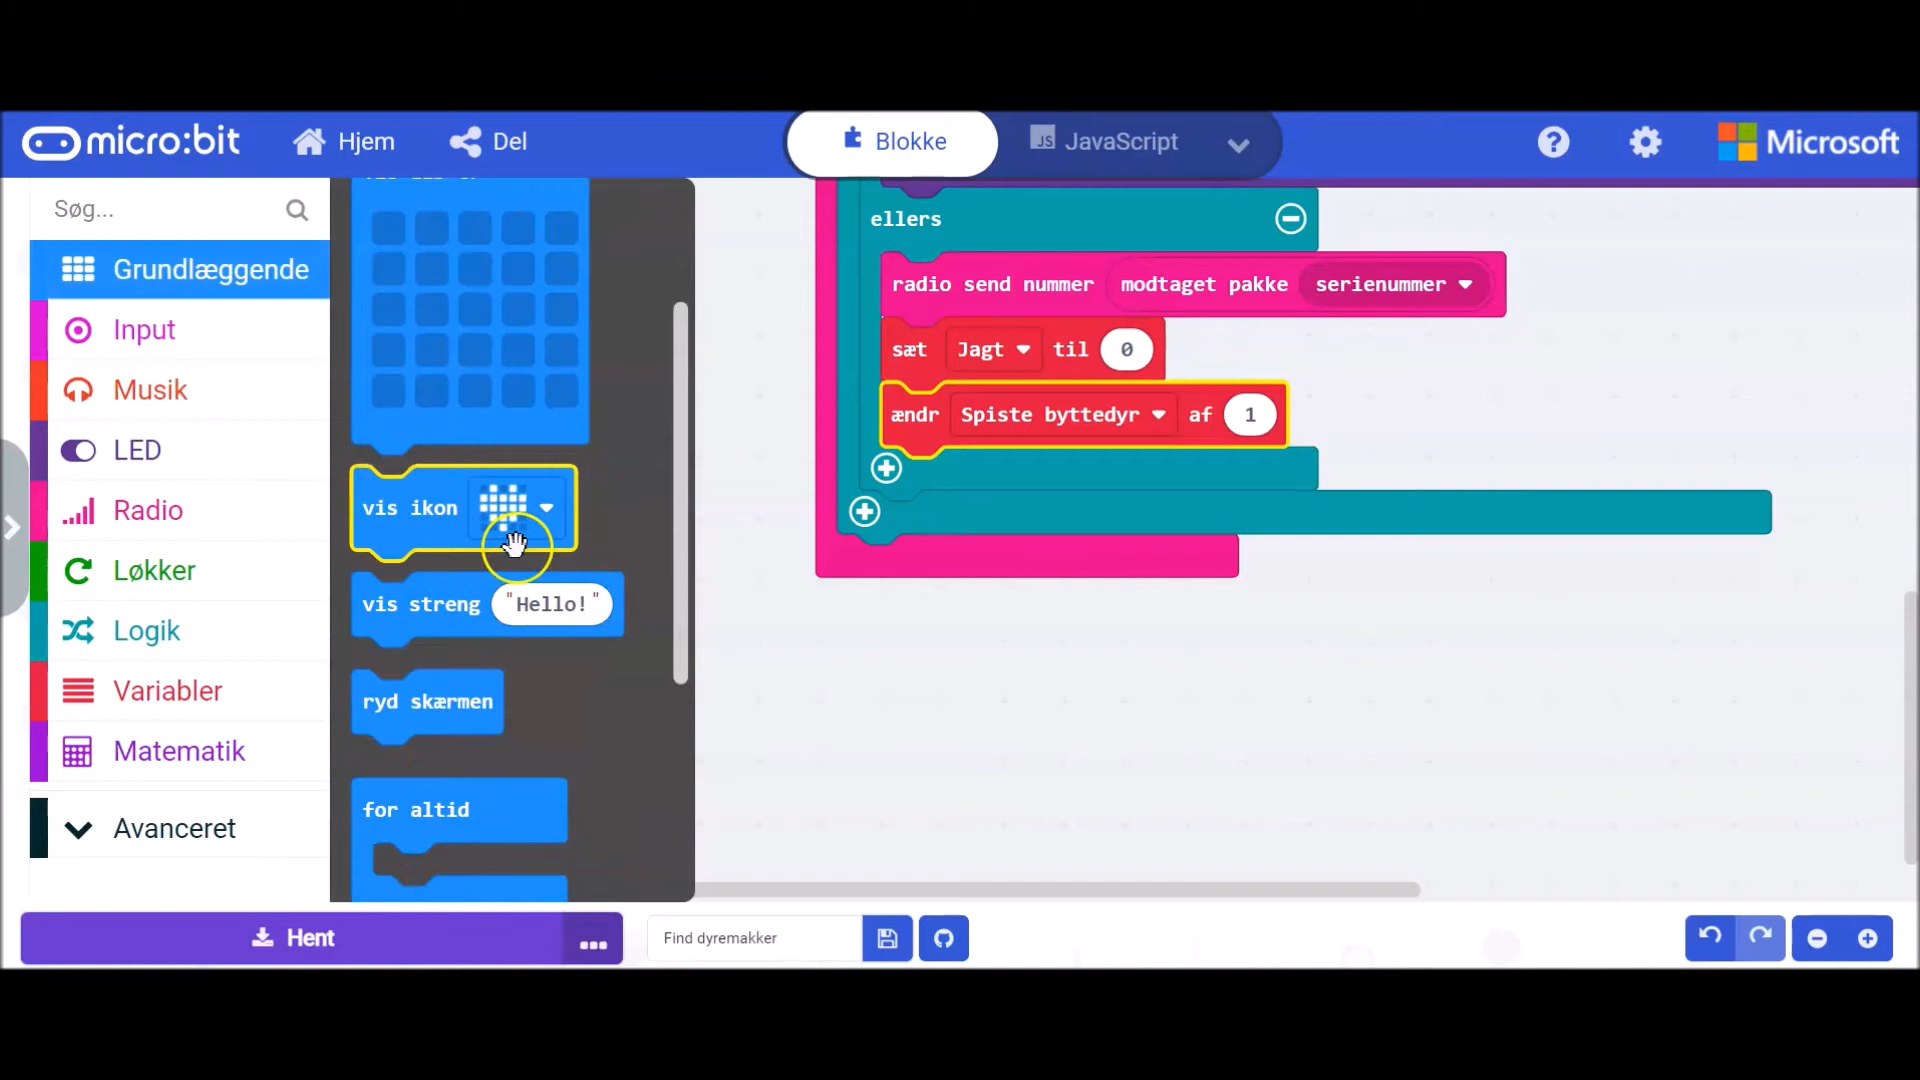 micro:bit
Hjem
Del
Blokke
JS JavaScript
Microsoft
Søg...
Grundlæggende
Input
Musik
LED
Radio
Løkker
Logik
Variabler
Matematik
Avanceret
vis ikon
vis streng "Hello!"
ryd skærmen
for altid
ellers
radio send nummer modtaget pakke serienummer
sæt Jagt til 0
ændr Spiste byttedyr af 1
Hent
Find dyremakker